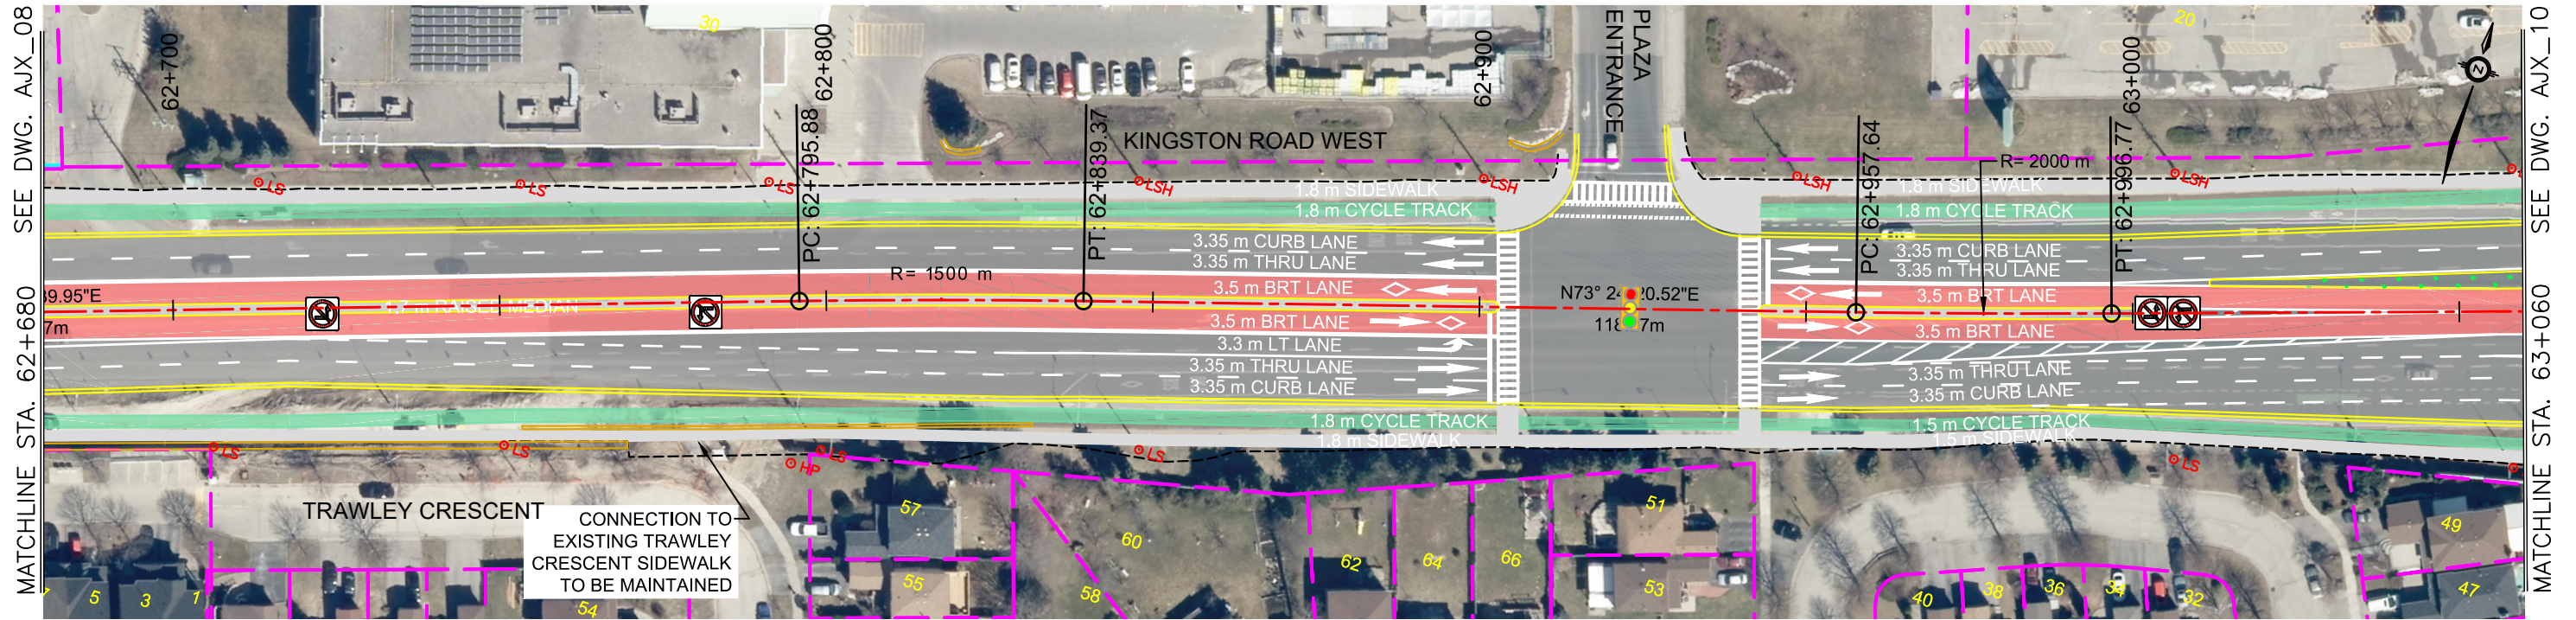 SEE DWG. AJX_08
MATCHLINE STA. 62+680
62+700
30
62+800
PC: 62+795.88
PT: 62+839.37
KINGSTON ROAD WEST
62+900
PLAZA
ENTRANCE
20
63+000
PC: 62+957.64
R= 2000 m
PT: 62+996.77
N
SEE DWG. AJX_10
MATCHLINE STA. 63+060
LS
LS
LS
LSH
LSH
LSH
LSH
1.8 m SIDEWALK
1.8 m CYCLE TRACK
1.8 m SIDEWALK
1.8 m CYCLE TRACK
3.35 m CURB LANE
3.35 m THRU LANE
3.35 m CURB LANE
3.35 m THRU LANE
R= 1500 m
3.5 m BRT LANE
3.5 m BRT LANE
39.95"E
7m
1.7 m RAISED MEDIAN
3.5 m BRT LANE
3.5 m BRT LANE
3.3 m LT LANE
3.35 m THRU LANE
3.35 m CURB LANE
3.35 m THRU LANE
3.35 m CURB LANE
1.8 m CYCLE TRACK
1.8 m SIDEWALK
1.5 m CYCLE TRACK
1.5 m SIDEWALK
LS
LS
LS
HP
LS
LS
TRAWLEY CRESCENT
CONNECTION TO
EXISTING TRAWLEY
CRESCENT SIDEWALK
TO BE MAINTAINED
5
3
1
54
57
55
60
58
62
64
66
51
53
40
38
36
34
32
49
47